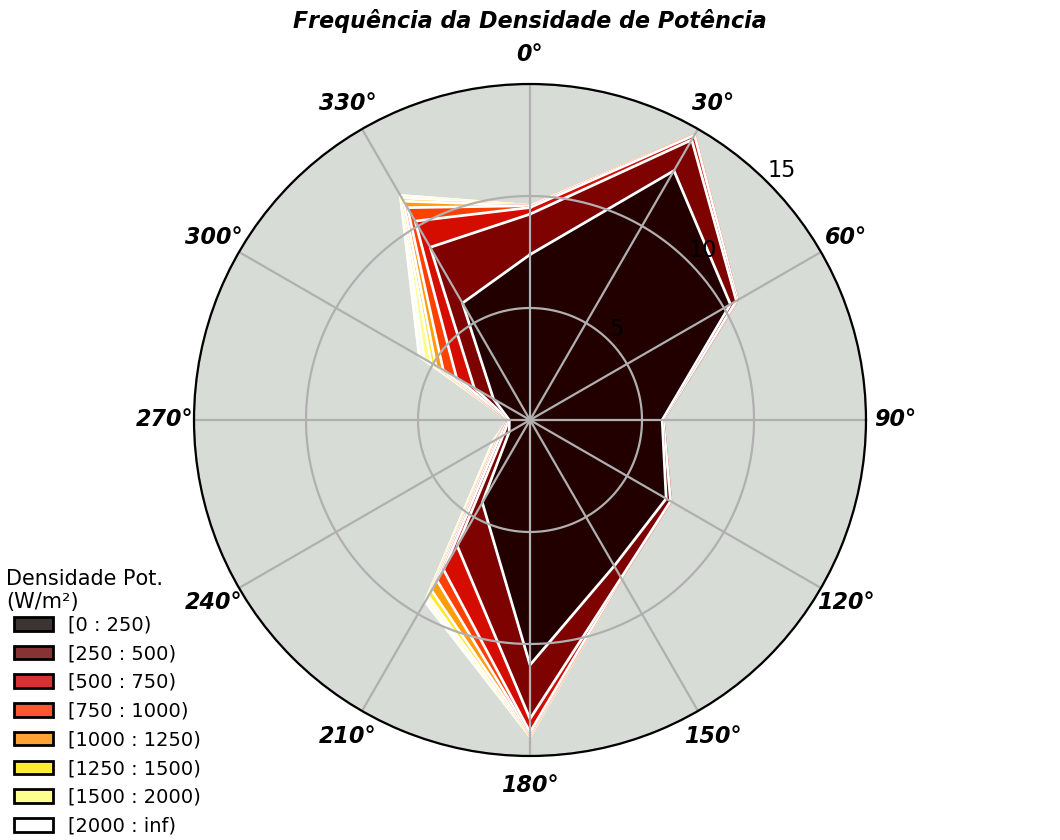 Frequência da Densidade de Potência
0°
330°
30°
15
300°
60°
10
5
270°
90°
240°
120°
210°
150°
180°
Densidade Pot.
(W/m²)
[0 : 250)
[250 : 500)
[500 : 750)
[750 : 1000)
[1000 : 1250)
[1250 : 1500)
[1500 : 2000)
[2000 : inf)